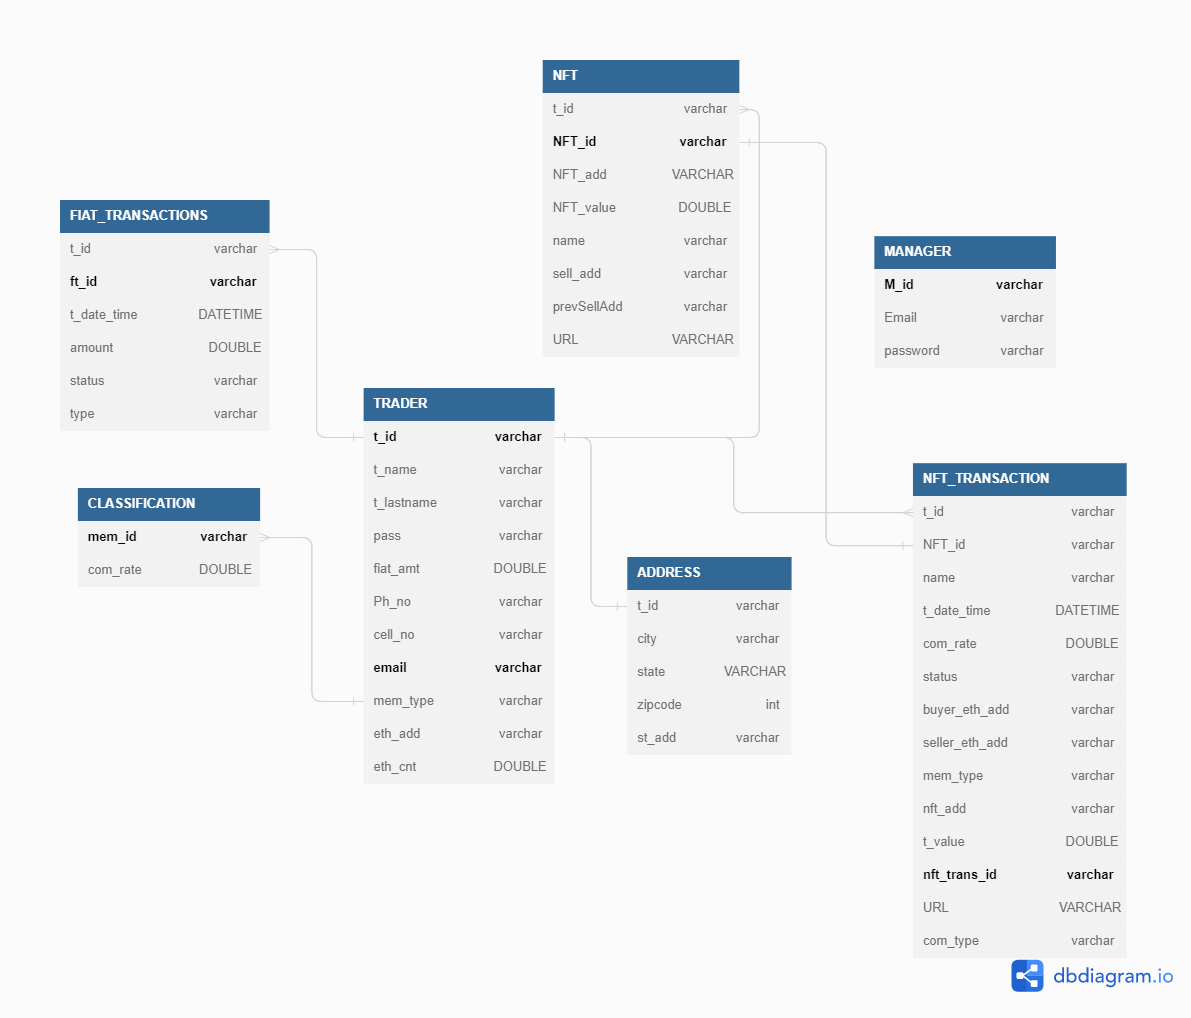 NFT
t_id varchar
NFT_id varchar
NFT_add VARCHAR
NFT_value DOUBLE
name varchar
sell_add varchar
prevSellAdd varchar
URL VARCHAR
FIAT_TRANSACTIONS
t_id varchar
ft_id varchar
t_date_time DATETIME
amount DOUBLE
status varchar
type varchar
MANAGER
M_id varchar
Email varchar
password varchar
TRADER
t_id varchar
t_name varchar
t_lastname varchar
pass varchar
fiat_amt DOUBLE
Ph_no varchar
cell_no varchar
email varchar
mem_type varchar
eth_add varchar
eth_cnt DOUBLE
CLASSIFICATION
mem_id varchar
com_rate DOUBLE
ADDRESS
t_id varchar
city varchar
state VARCHAR
zipcode int
st_add varchar
NFT_TRANSACTION
t_id varchar
NFT_id varchar
name varchar
t_date_time DATETIME
com_rate DOUBLE
status varchar
buyer_eth_add varchar
seller_eth_add varchar
mem_type varchar
nft_add varchar
t_value DOUBLE
nft_trans_id varchar
URL VARCHAR
com_type varchar
dbdiagram.io